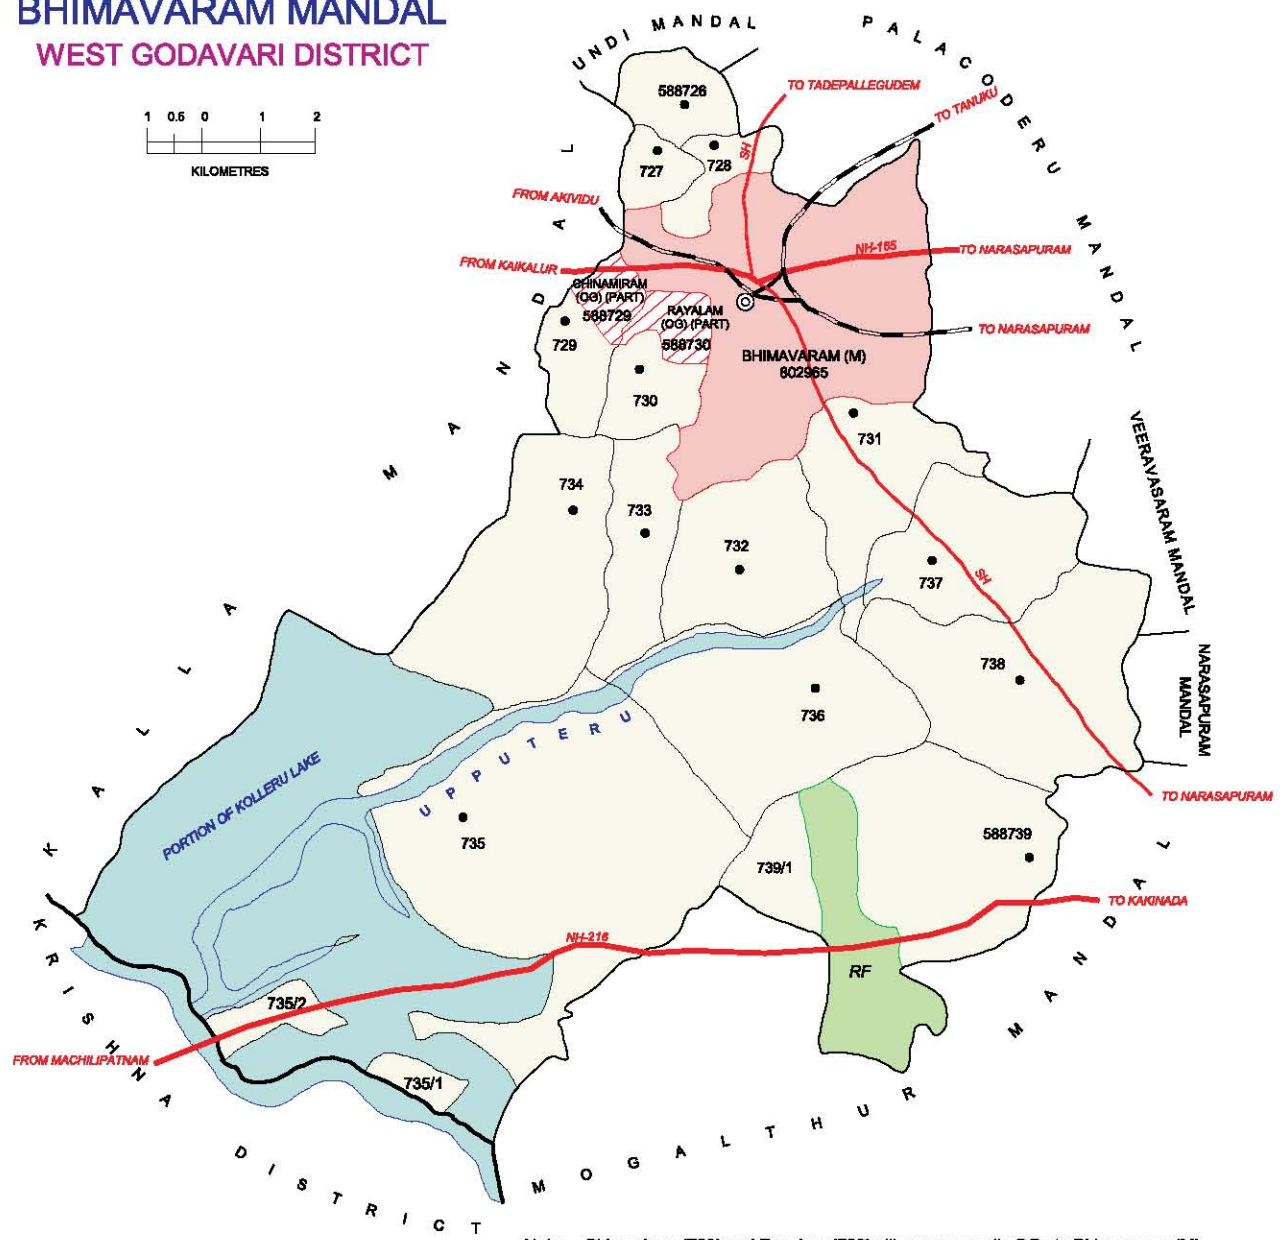 BHIMAVARAM MANDAL
WEST GODAVARI DISTRICT
1 0.5 0 1 2
KILOMETRES
UNDI MANDAL
PALACODERU MANDAL
KALLA MANDAL
VEERAVASARAM MANDAL
NARASAPURAM
MANDAL
MOGALTHUR MANDAL
KRISHNA DISTRICT
588726
727
728
SH
TO TADEPALLEGUDEM
TO TANUKU
FROM AKIVIDU
FROM KAIKALUR
NH-165
TO NARASAPURAM
CHINAMIRAM
(OG) (PART)
588729
RAYALAM
(OG) (PART)
588730
TO NARASAPURAM
BHIMAVARAM (M)
802965
729
730
731
734
733
732
737
SH
738
736
UPPUTERU
PORTION OF KOLLERU LAKE
735
TO NARASAPURAM
588739
739/1
TO KAKINADA
NH-216
RF
735/2
FROM MACHILIPATNAM
735/1